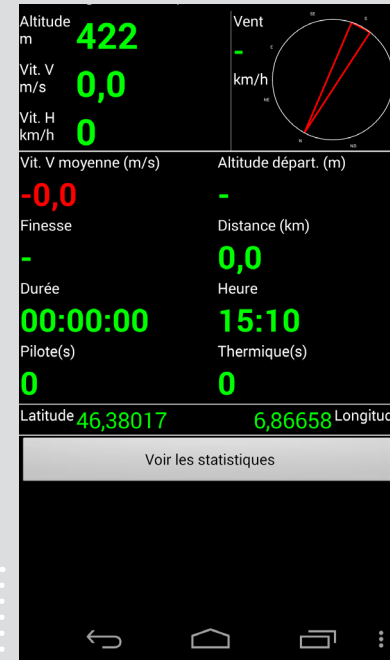 Altitude
m
422
Vent
-
km/h
Vit. V
m/s
0,0
Vit. H
km/h
0
Vit. V moyenne (m/s)
Altitude départ. (m)
-0,0
-
Finesse
Distance (km)
-
0,0
Durée
Heure
00:00:00
15:10
Pilote(s)
Thermique(s)
0
0
Latitude 46,38017
6,86658 Longitud
Voir les statistiques